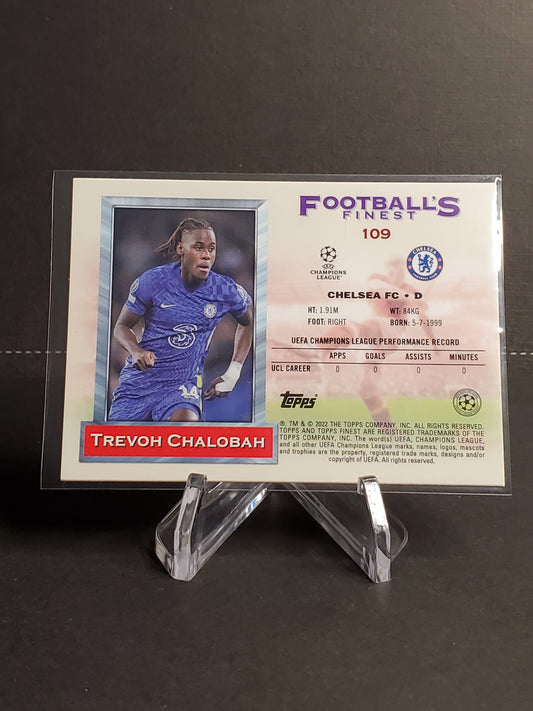 FOOTBALL'S
FINEST
109
UEFA
CHAMPIONS
LEAGUE
CHELSEA
CHELSEA FC • D
HT: 1.91M WT: 84KG
FOOT: RIGHT BORN: 5-7-1999
UEFA CHAMPIONS LEAGUE PERFORMANCE RECORD
APPS GOALS ASSISTS MINUTES
UCL CAREER 0 0 0 0
3
14
TREVOH CHALOBAH
Topps
®, TM & © 2022 THE TOPPS COMPANY, INC. ALL RIGHTS RESERVED.
TOPPS AND TOPPS FINEST ARE REGISTERED TRADEMARKS OF THE
TOPPS COMPANY, INC. The word(s) UEFA, CHAMPIONS LEAGUE,
and all other UEFA Champions League marks, names, logos, mascots
and trophies are the property, registered trade marks, designs and/or
copyright of UEFA. All rights reserved.